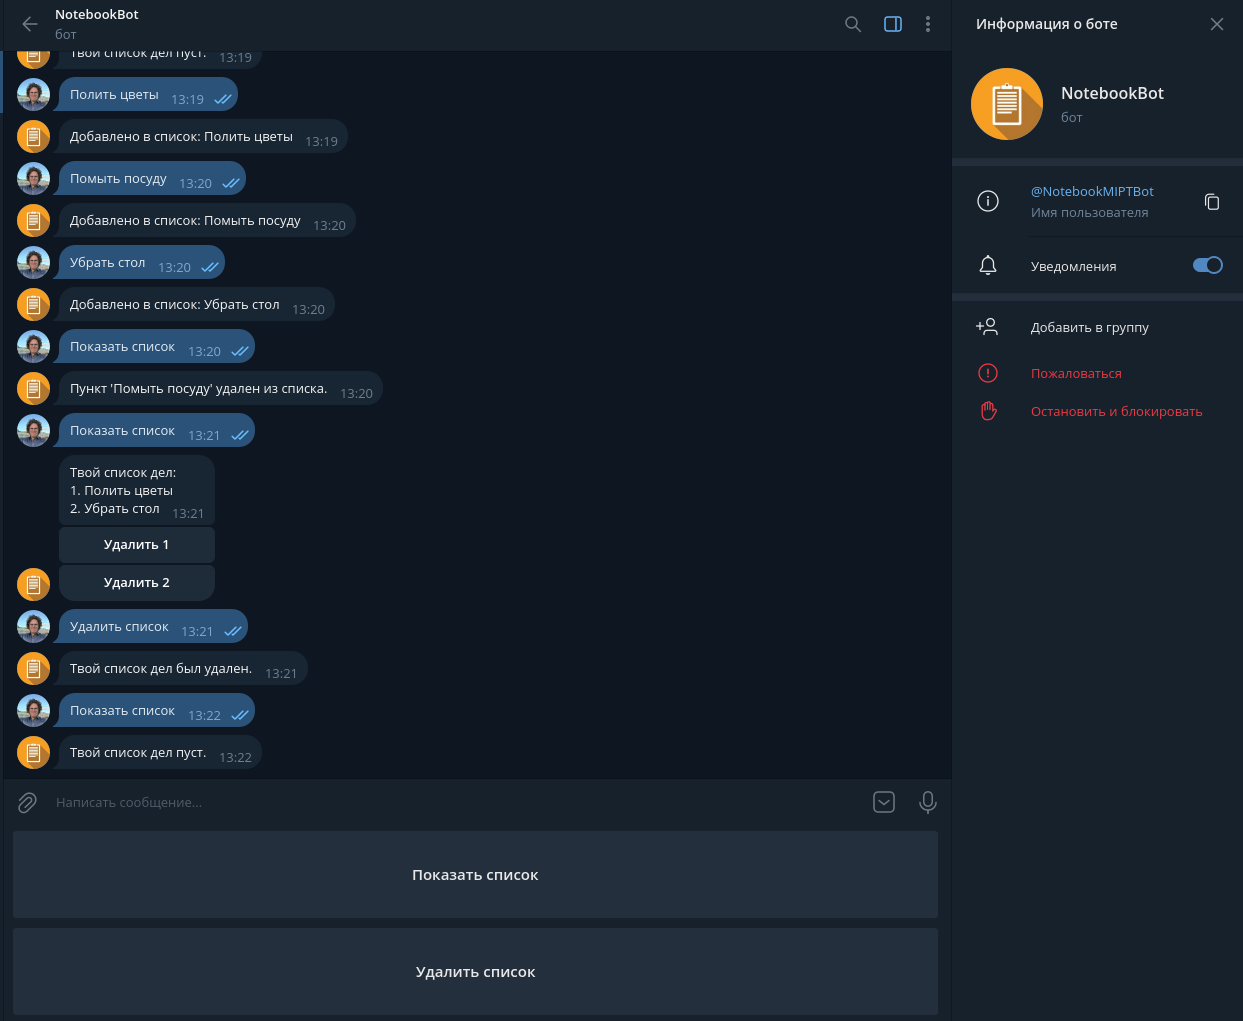 NotebookBot
бот
Твой список дел пуст. 13:19
Полить цветы 13:19
Добавлено в список: Полить цветы 13:19
Помыть посуду 13:20
Добавлено в список: Помыть посуду 13:20
Убрать стол 13:20
Добавлено в список: Убрать стол 13:20
Показать список 13:20
Пункт 'Помыть посуду' удален из списка. 13:20
Показать список 13:21
Твой список дел:
1. Полить цветы
2. Убрать стол 13:21
Удалить 1
Удалить 2
Удалить список 13:21
Твой список дел был удален. 13:21
Показать список 13:22
Твой список дел пуст. 13:22
Написать сообщение...
Показать список
Удалить список
Информация о боте
NotebookBot
бот
@NotebookMIPTBot
Имя пользователя
Уведомления
Добавить в группу
Пожаловаться
Остановить и блокировать